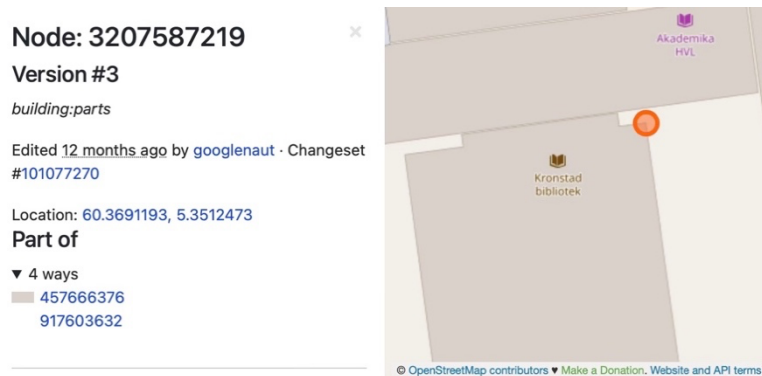 Node: 3207587219
×
Version #3
building:parts
Edited 12 months ago by googlenaut · Changeset
#101077270
Location: 60.3691193, 5.3512473
Part of
▼ 4 ways
457666376
917603632
Akademika
HVL
Kronstad
bibliotek
© OpenStreetMap contributors ♥ Make a Donation. Website and API terms